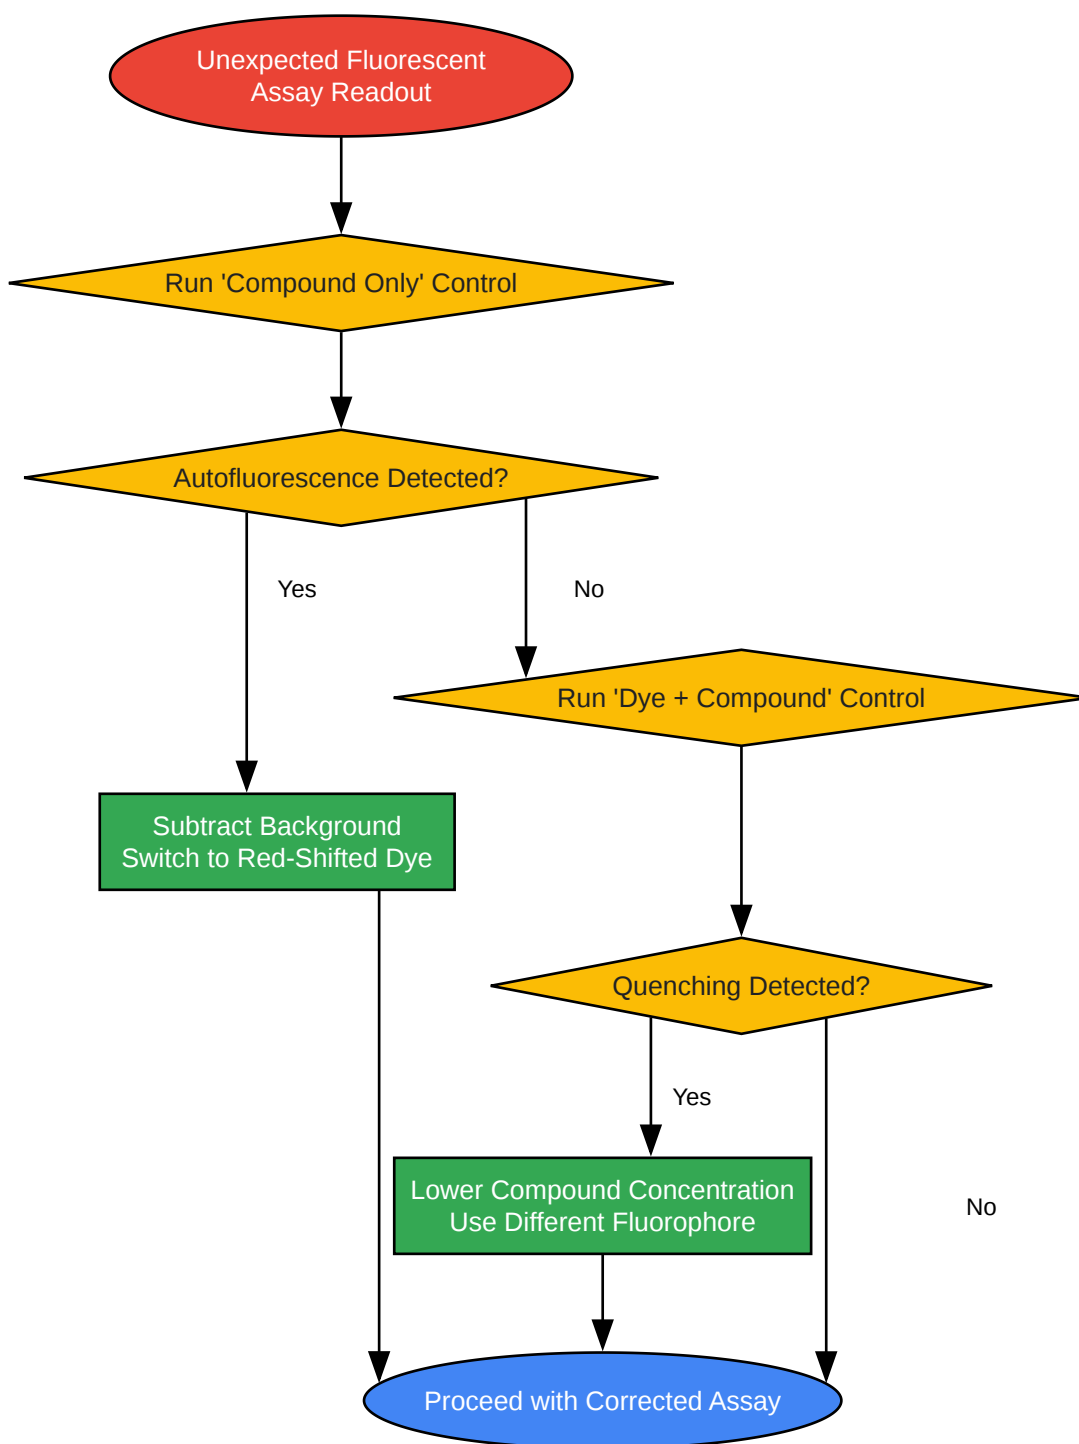 Unexpected Fluorescent
Assay Readout
Run 'Compound Only' Control
Autofluorescence Detected?
Yes
No
Run 'Dye + Compound' Control
Subtract Background
Switch to Red-Shifted Dye
Quenching Detected?
Yes
Lower Compound Concentration
Use Different Fluorophore
No
Proceed with Corrected Assay